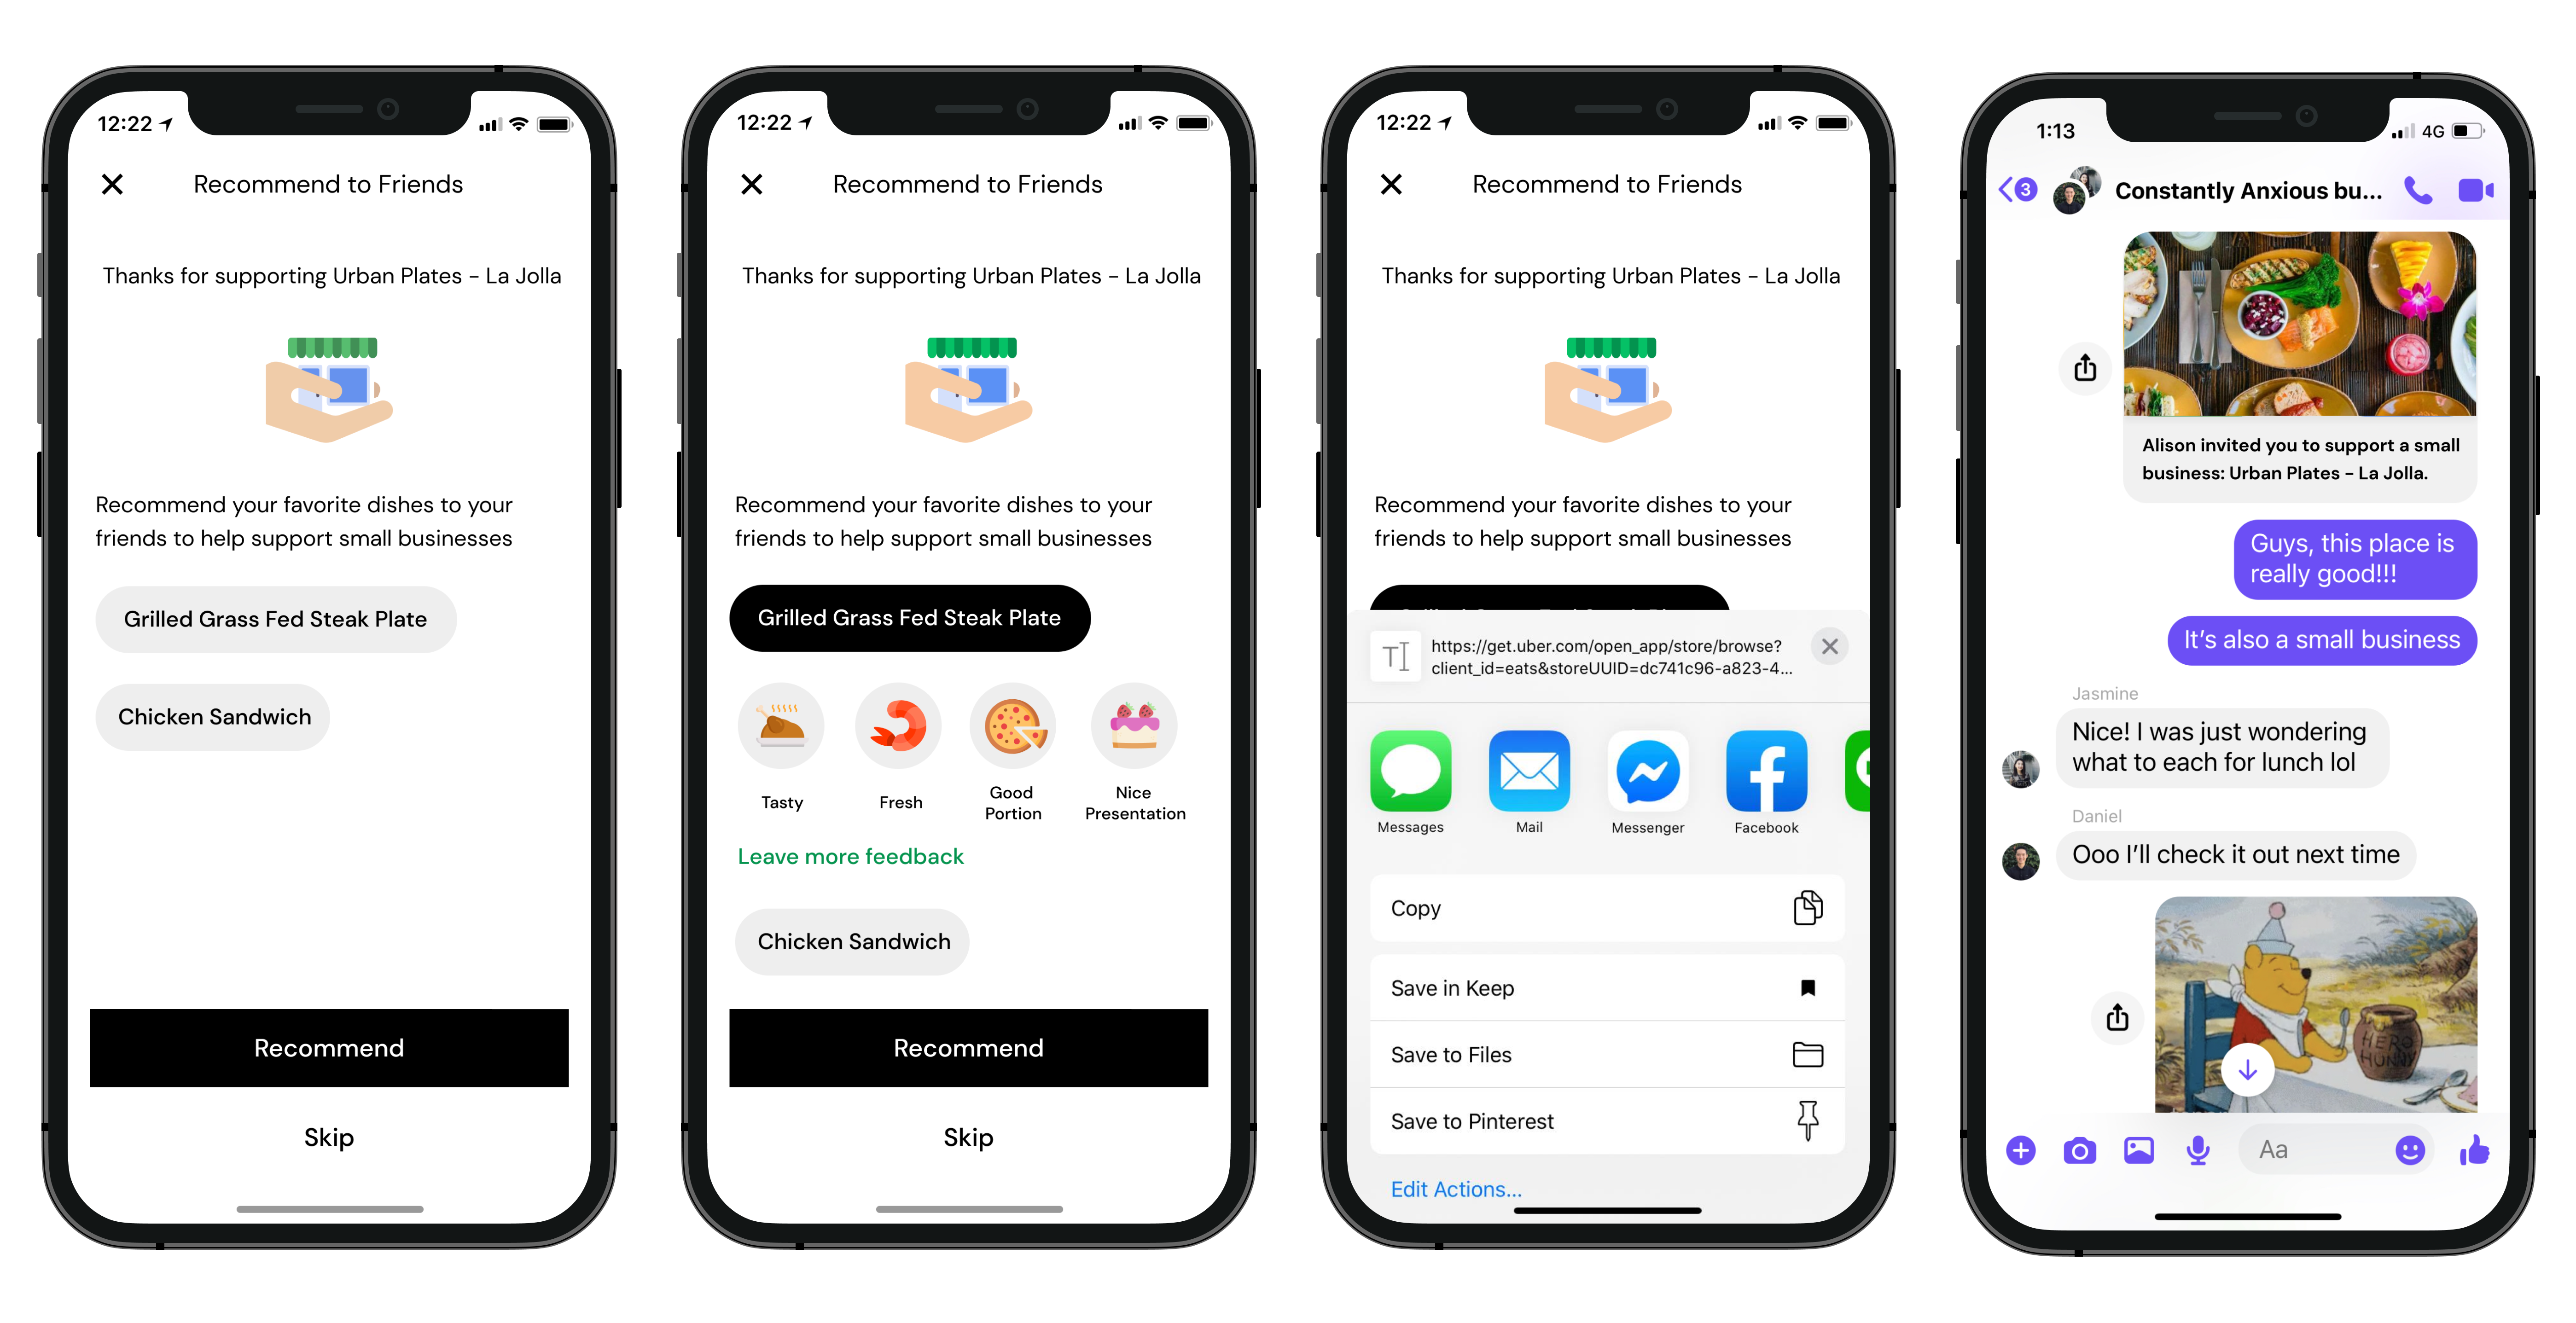 12:22
Recommend to Friends
Thanks for supporting Urban Plates - La Jolla
Recommend your favorite dishes to your
friends to help support small businesses
Grilled Grass Fed Steak Plate
Chicken Sandwich
Recommend
Skip
12:22
Recommend to Friends
Thanks for supporting Urban Plates - La Jolla
Recommend your favorite dishes to your
friends to help support small businesses
Grilled Grass Fed Steak Plate
Tasty
Fresh
Good
Portion
Nice
Presentation
Leave more feedback
Chicken Sandwich
Recommend
Skip
12:22
Recommend to Friends
Thanks for supporting Urban Plates - La Jolla
Recommend your favorite dishes to your
friends to help support small businesses
https://get.uber.com/open_app/store/browse?
client_id=eats&storeUUID=dc741c96-a823-4...
Messages
Mail
Messenger
Facebook
Copy
Save in Keep
Save to Files
Save to Pinterest
Edit Actions...
1:13
4G
3
Constantly Anxious bu...
Alison invited you to support a small
business: Urban Plates - La Jolla.
Guys, this place is
really good!!!
It's also a small business
Jasmine
Nice! I was just wondering
what to each for lunch lol
Daniel
Ooo I'll check it out next time
Aa